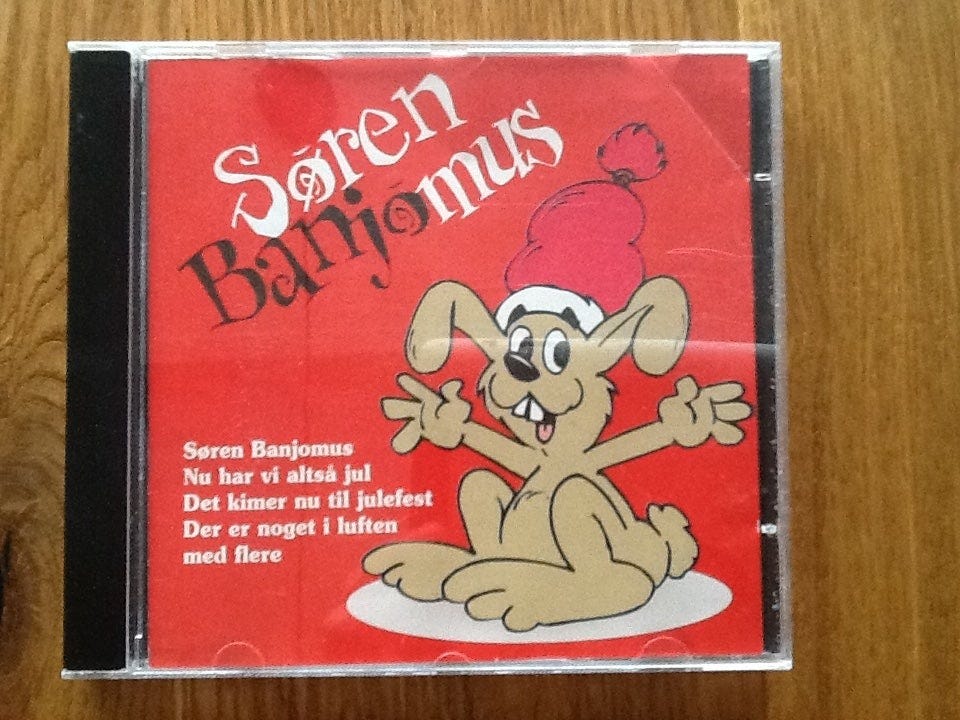 Søren
Banjomus
Søren Banjomus
Nu har vi altså jul
Det kimer nu til julefest
Der er noget i luften
med flere